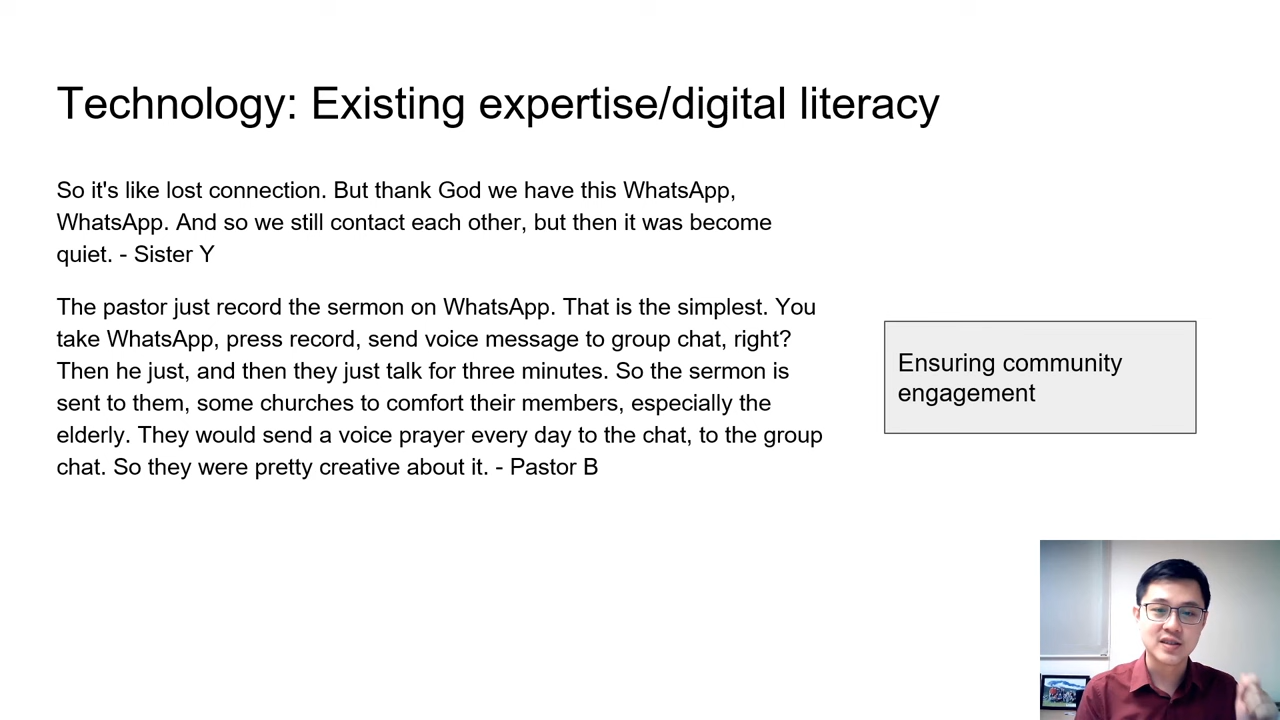 Technology: Existing expertise/digital literacy
So it's like lost connection. But thank God we have this WhatsApp,
WhatsApp. And so we still contact each other, but then it was become
quiet. - Sister Y
The pastor just record the sermon on WhatsApp. That is the simplest. You
take WhatsApp, press record, send voice message to group chat, right?
Then he just, and then they just talk for three minutes. So the sermon is
sent to them, some churches to comfort their members, especially the
elderly. They would send a voice prayer every day to the chat, to the group
chat. So they were pretty creative about it. - Pastor B
Ensuring community
engagement